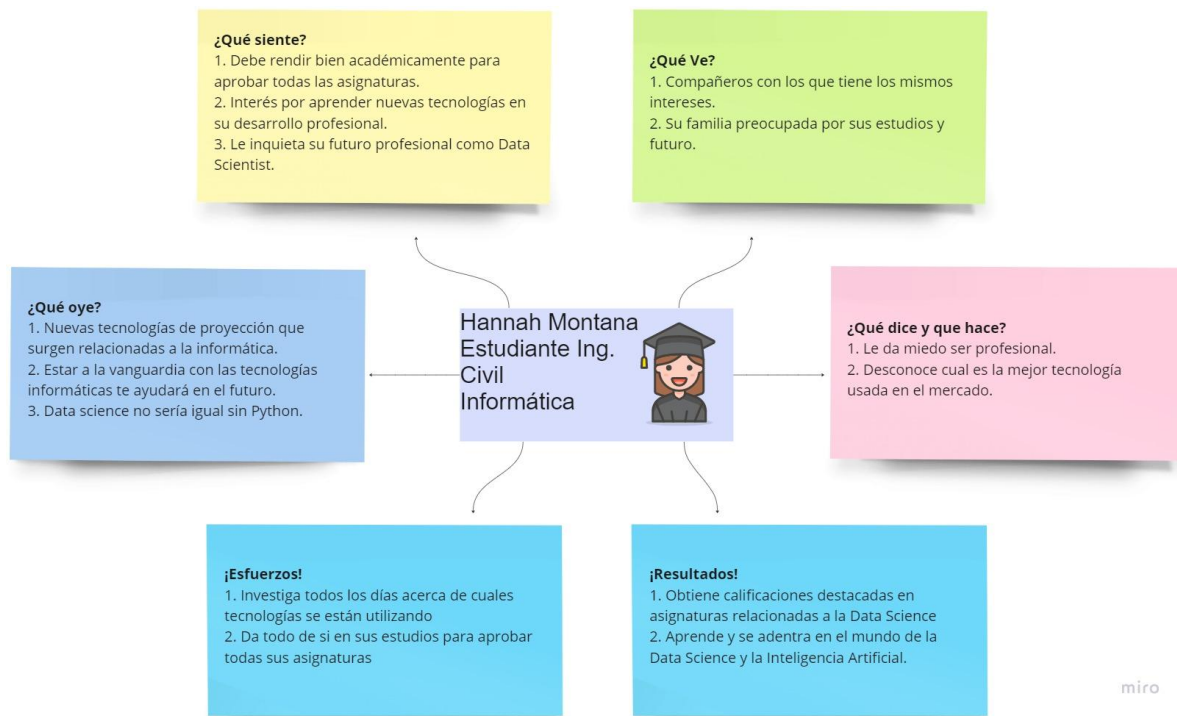 ¿Qué siente?
1. Debe rendir bien académicamente para
aprobar todas las asignaturas.
2. Interés por aprender nuevas tecnologías en
su desarrollo profesional.
3. Le inquieta su futuro profesional como Data
Scientist.
¿Qué Ve?
1. Compañeros con los que tiene los mismos
intereses.
2. Su familia preocupada por sus estudios y
futuro.
¿Qué oye?
1. Nuevas tecnologías de proyección que
surgen relacionadas a la informática.
2. Estar a la vanguardia con las tecnologías
informáticas te ayudará en el futuro.
3. Data science no sería igual sin Python.
Hannah Montana
Estudiante Ing.
Civil
Informática
¿Qué dice y que hace?
1. Le da miedo ser profesional.
2. Desconoce cual es la mejor tecnología
usada en el mercado.
¡Esfuerzos!
1. Investiga todos los días acerca de cuales
tecnologías se están utilizando
2. Da todo de si en sus estudios para aprobar
todas sus asignaturas
¡Resultados!
1. Obtiene calificaciones destacadas en
asignaturas relacionadas a la Data Science
2. Aprende y se adentra en el mundo de la
Data Science y la Inteligencia Artificial.
miro